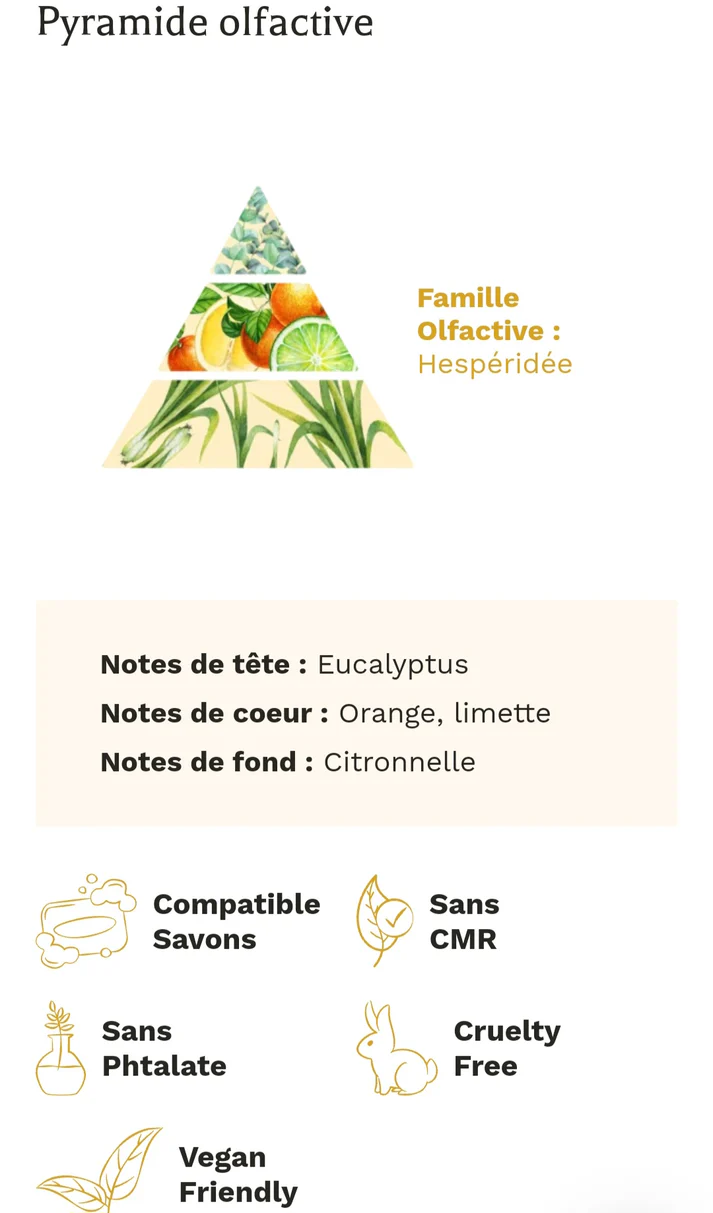 Pyramide olfactive
Famille
Olfactive :
Hespéridée
Notes de tête : Eucalyptus
Notes de coeur : Orange, limette
Notes de fond : Citronnelle
Compatible
Savons
Sans
CMR
Sans
Phtalate
Cruelty
Free
Vegan
Friendly